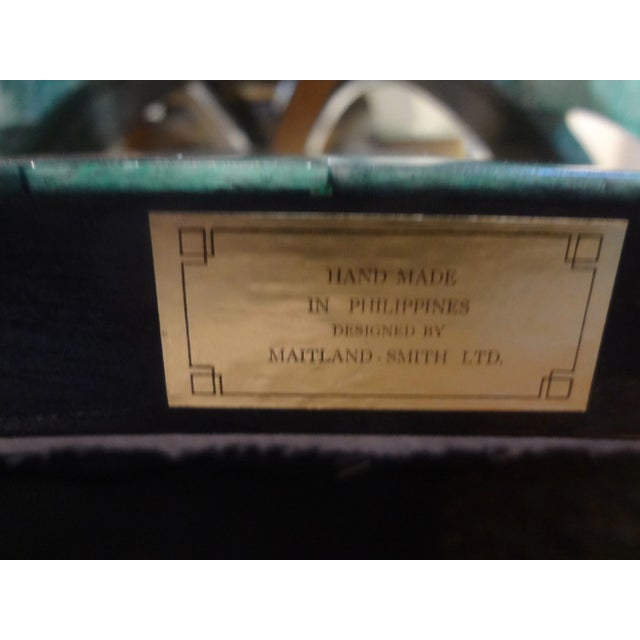 HAND MADE
IN PHILIPPINES
DESIGNED BY
MAITLAND-SMITH LTD.